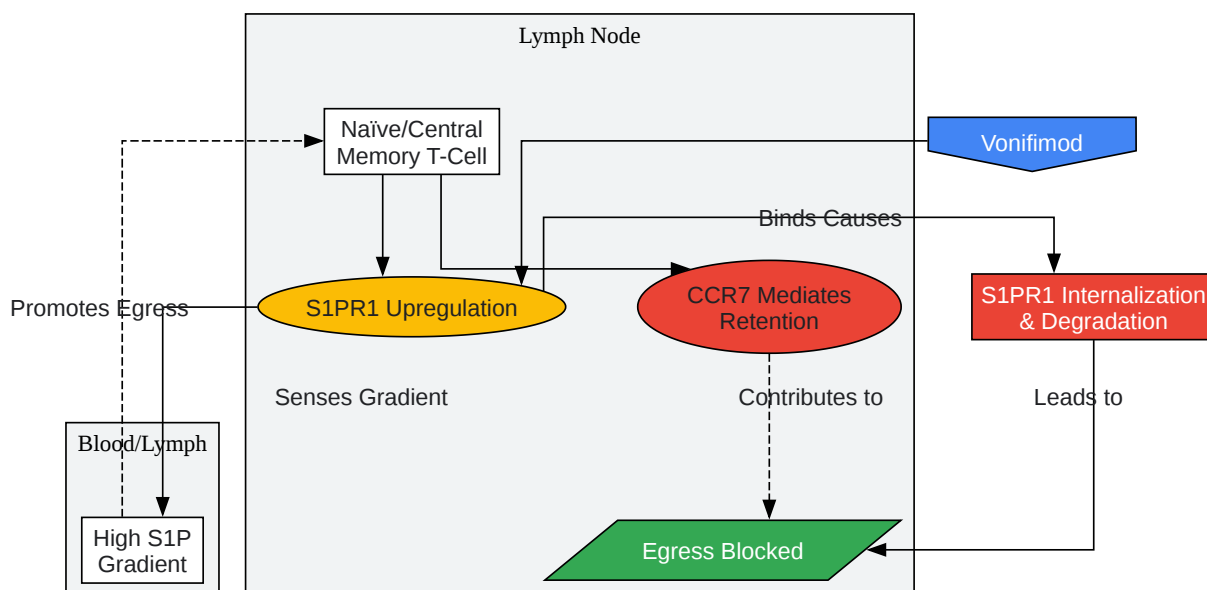 Lymph Node
Naïve/Central
Memory T-Cell
Vonifimod
Binds Causes
Promotes Egress
S1PR1 Upregulation
CCR7 Mediates
Retention
S1PR1 Internalization
& Degradation
Senses Gradient
Contributes to
Leads to
Blood/Lymph
High S1P
Gradient
Egress Blocked